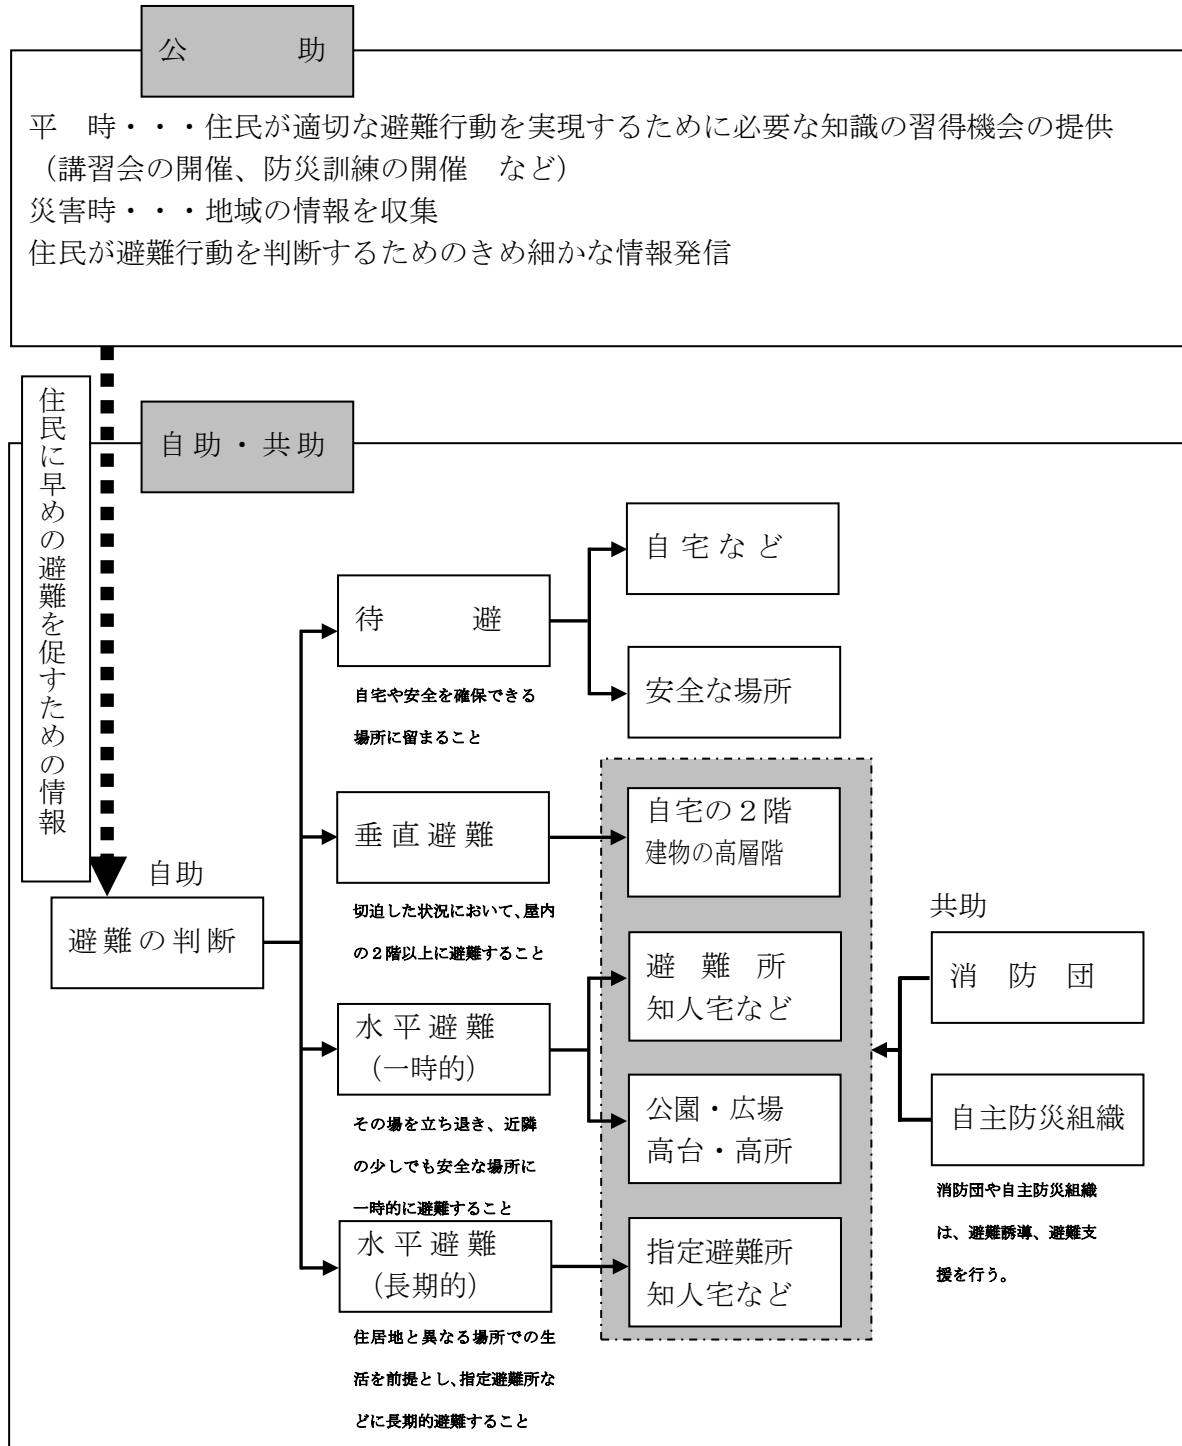 公　助
平　時・・・住民が適切な避難行動を実現するために必要な知識の習得機会の提供
（講習会の開催、防災訓練の開催　など）
災害時・・・地域の情報を収集
住民が避難行動を判断するためのきめ細かな情報発信
住民に早めの避難を促すための情報
自助・共助
自助
避難の判断
待　避
自宅や安全を確保できる
場所に留まること
自宅など
安全な場所
垂直避難
切迫した状況において、屋内
の２階以上に避難すること
自宅の２階
建物の高層階
水平避難
（一時的）
その場を立ち退き、近隣
の少しでも安全な場所に
一時的に避難すること
避　難　所
知人宅など
公園・広場
高台・高所
水平避難
（長期的）
住居地と異なる場所での生
活を前提とし、指定避難所な
どに長期的避難すること
指定避難所
知人宅など
共助
消　防　団
自主防災組織
消防団や自主防災組織
は、避難誘導、避難支
援を行う。